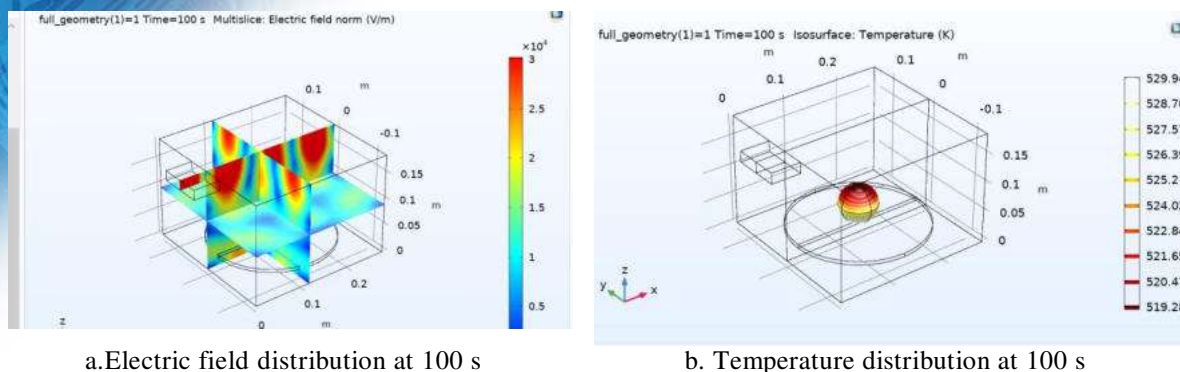 full_geometry(1)=1 Time=100 s Multislice: Electric field norm (V/m)
×10⁴
3
0.1
m
0
2.5
-0.1
2
0.15
0.1
m
1.5
0.05
0
1
0.2
0.1
0.5
z
0
m
full_geometry(1)=1 Time=100 s Isosurface: Temperature (K)
m
0.2
0.1
m
0.1
0
0
-0.1
0.15
0.1
m
0.05
0
z
y
x
529.94
528.76
527.57
526.39
525.2
524.02
522.84
521.65
520.47
519.28
a.Electric field distribution at 100 s
b. Temperature distribution at 100 s